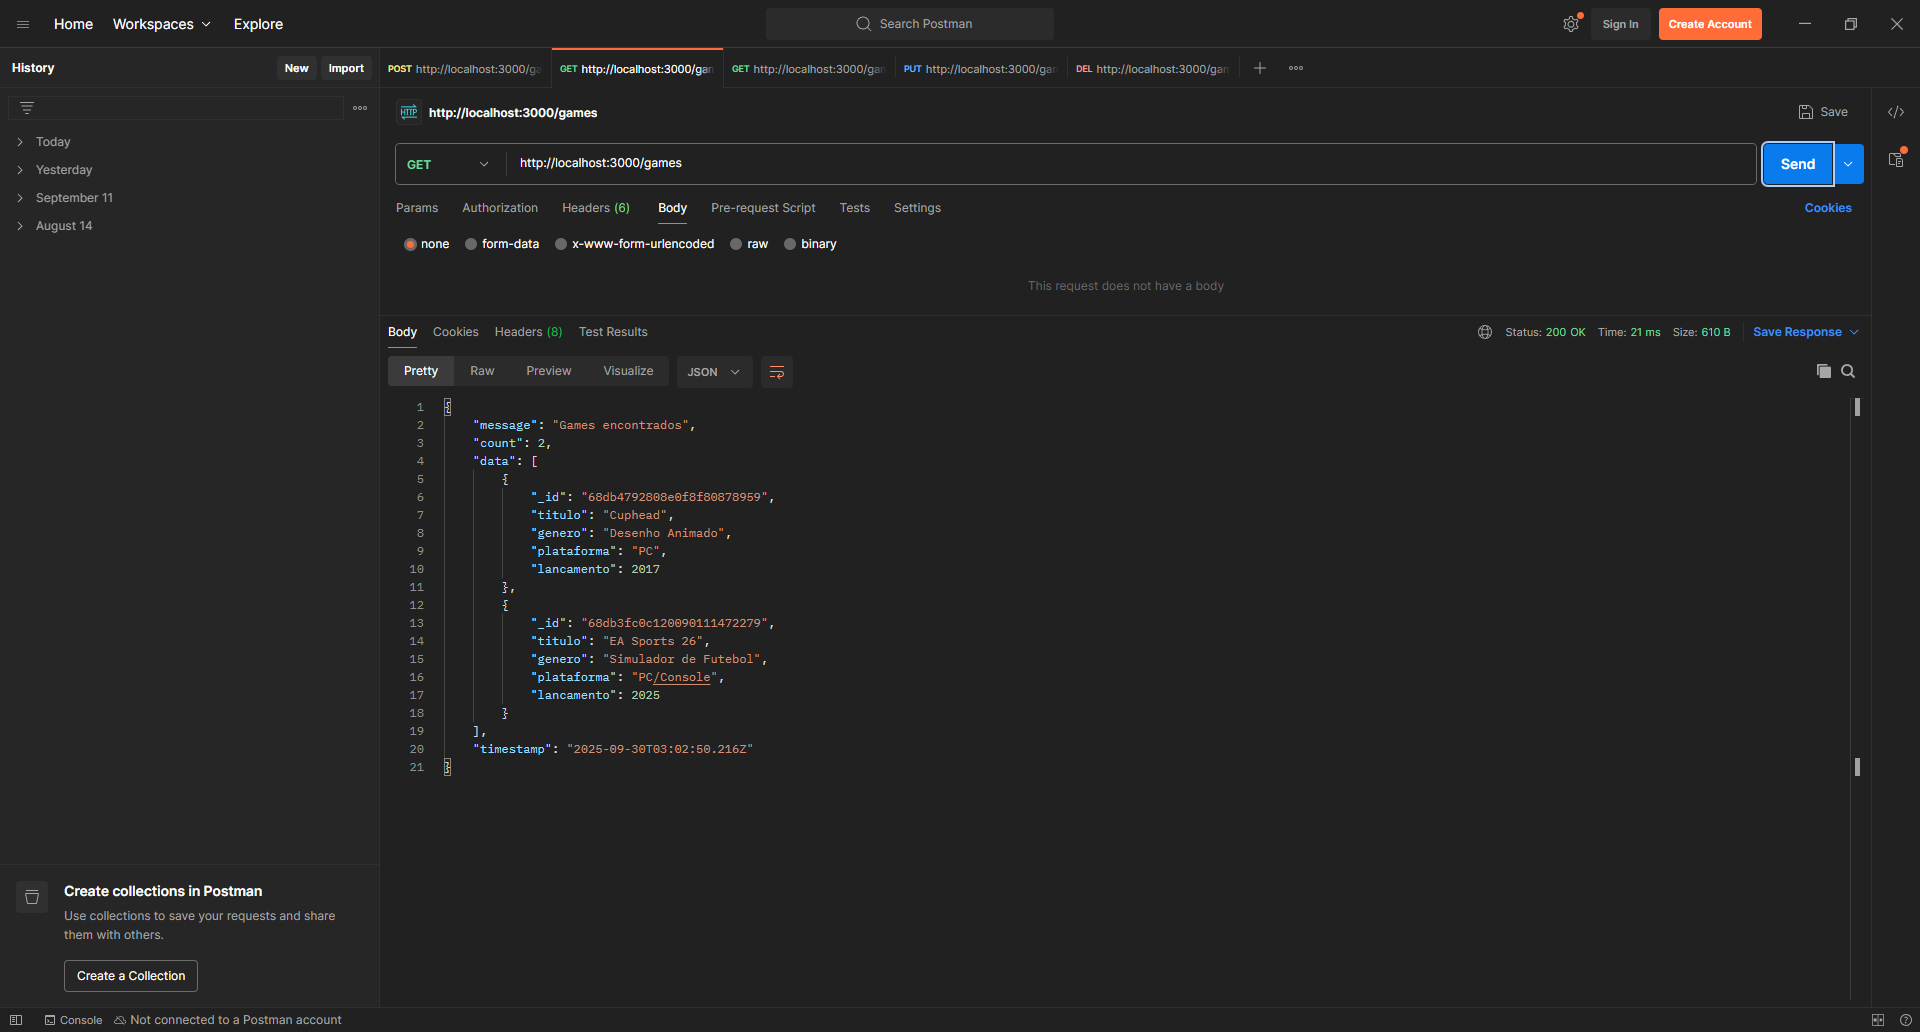 Home Workspaces Explore
Search Postman
Sign In Create Account
History New Import
Today
Yesterday
September 11
August 14
Create collections in Postman
Use collections to save your requests and share
them with others.
Create a Collection
POST http://localhost:3000/ga GET http://localhost:3000/gan GET http://localhost:3000/gan PUT http://localhost:3000/gan DEL http://localhost:3000/gan
HTTP http://localhost:3000/games Save
GET http://localhost:3000/games Send
Params Authorization Headers (6) Body Pre-request Script Tests Settings Cookies
none form-data x-www-form-urlencoded raw binary
This request does not have a body
Body Cookies Headers (8) Test Results Status: 200 OK Time: 21 ms Size: 610 B Save Response
Pretty Raw Preview Visualize JSON
1 {
2 "message": "Games encontrados",
3 "count": 2,
4 "data": [
5 {
6 "_id": "68db4792808e0f8f80878959",
7 "titulo": "Cuphead",
8 "genero": "Desenho Animado",
9 "plataforma": "PC",
10 "lancamento": 2017
11 },
12 {
13 "_id": "68db3fc0c120090111472279",
14 "titulo": "EA Sports 26",
15 "genero": "Simulador de Futebol",
16 "plataforma": "PC/Console",
17 "lancamento": 2025
18 }
19 ],
20 "timestamp": "2025-09-30T03:02:50.216Z"
21 }
Console Not connected to a Postman account